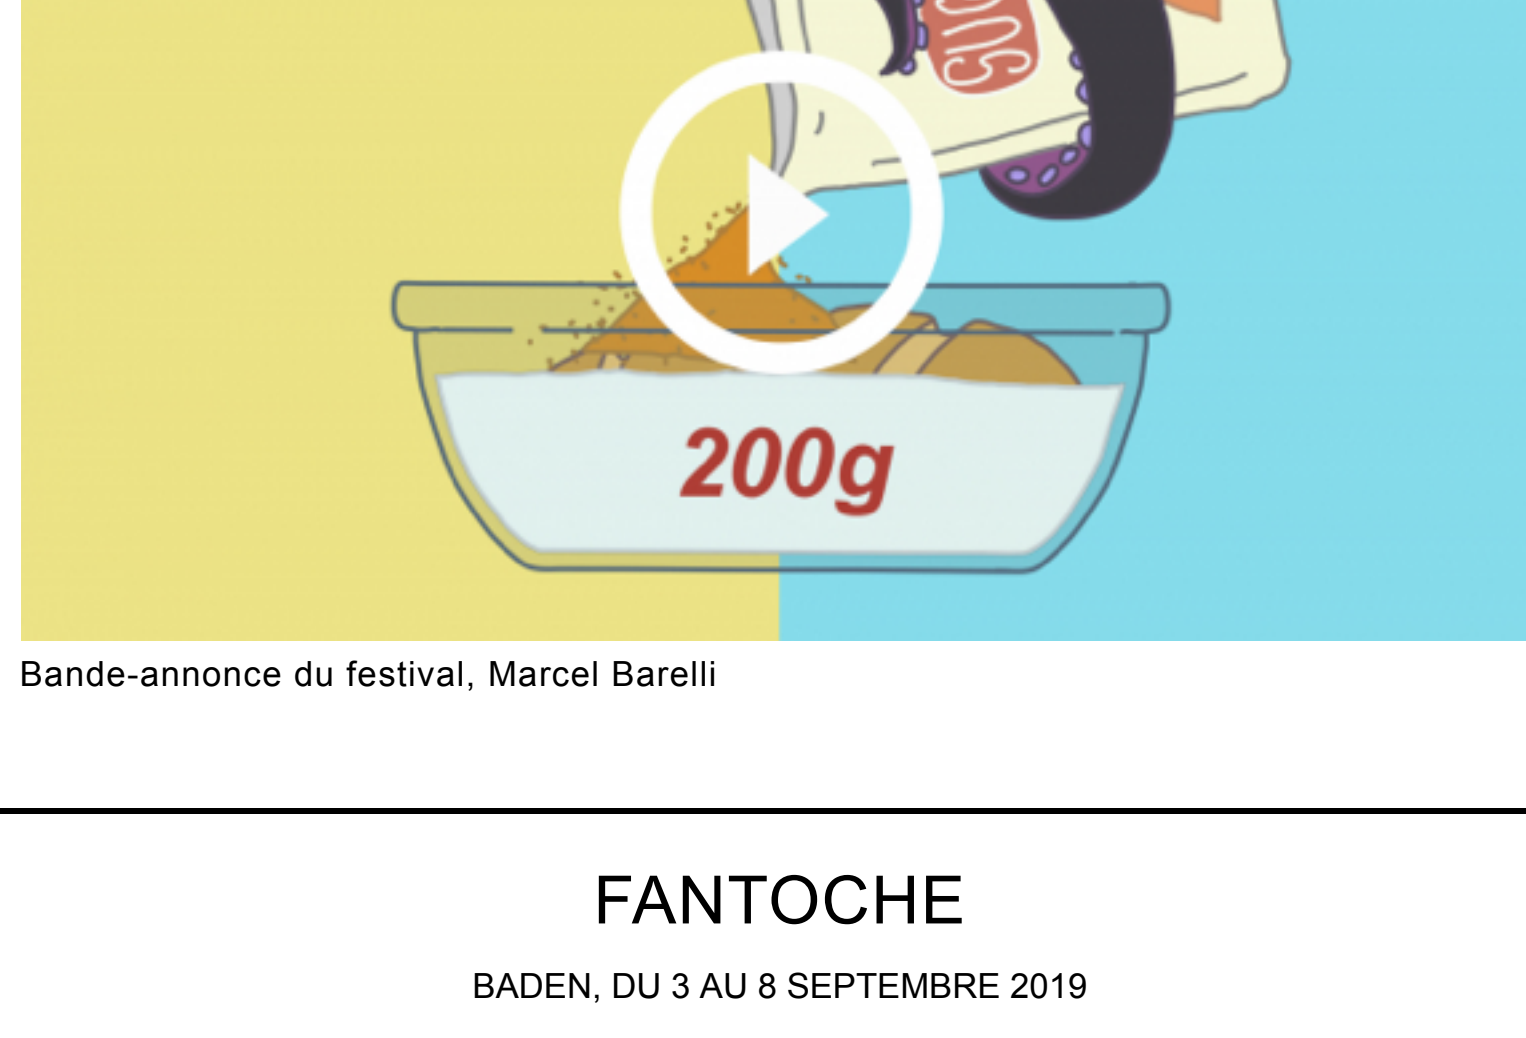 200g
Bande-annonce du festival, Marcel Barelli
FANTOCHE
BADEN, DU 3 AU 8 SEPTEMBRE 2019